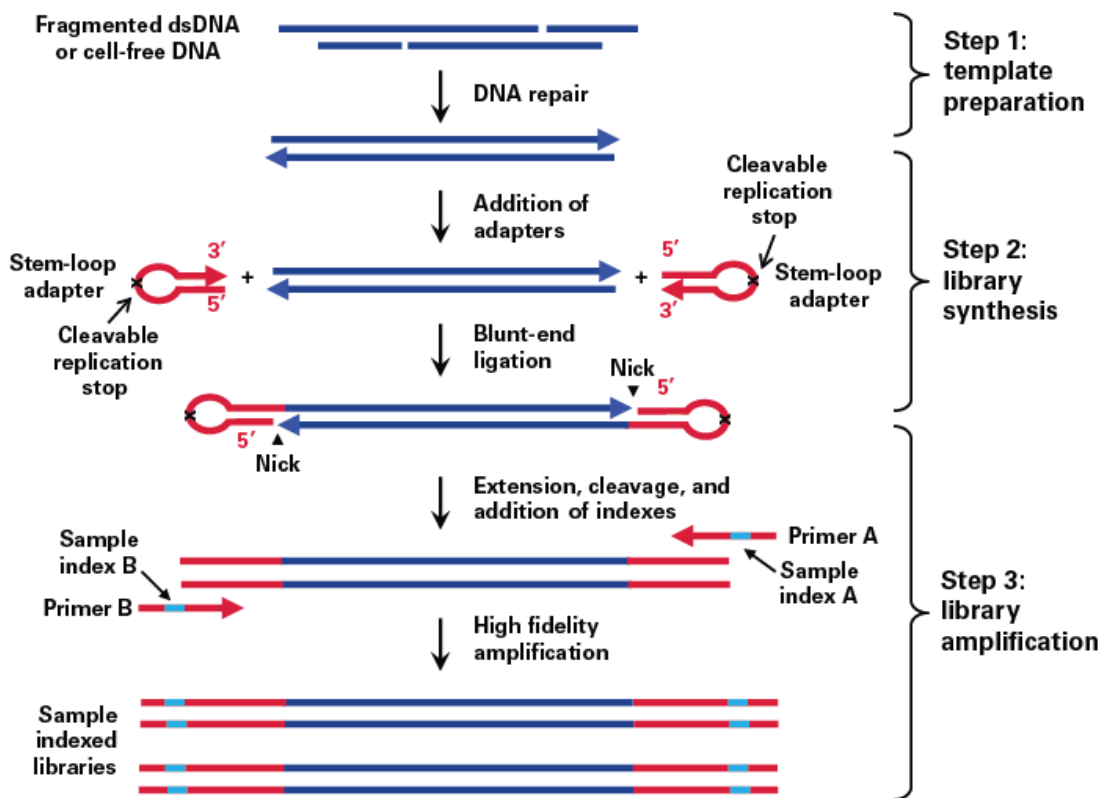 Fragmented dsDNA
or cell-free DNA
DNA repair
Step 1:
template
preparation
Addition of
adapters
Cleavable
replication
stop
3′
5′
Stem-loop
adapter
+
+
5′
3′
Stem-loop
adapter
Cleavable
replication
stop
Step 2:
library
synthesis
Blunt-end
ligation
Nick
5′
5′
Nick
Extension, cleavage, and
addition of indexes
Primer A
Sample
index B
Sample
index A
Primer B
High fidelity
amplification
Step 3:
library
amplification
Sample
indexed
libraries